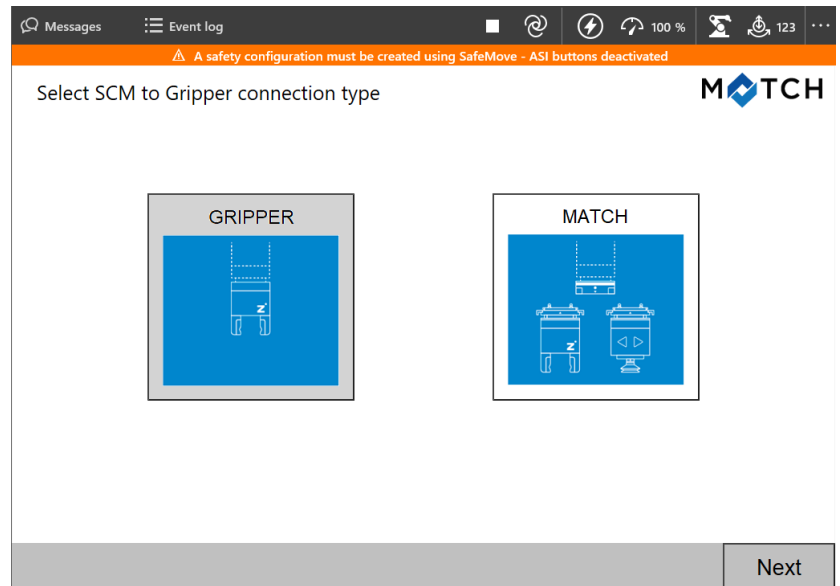 Messages
Event log
100 %
123
A safety configuration must be created using SafeMove - ASI buttons deactivated
Select SCM to Gripper connection type
MATCH
GRIPPER
MATCH
Z
Z
Next